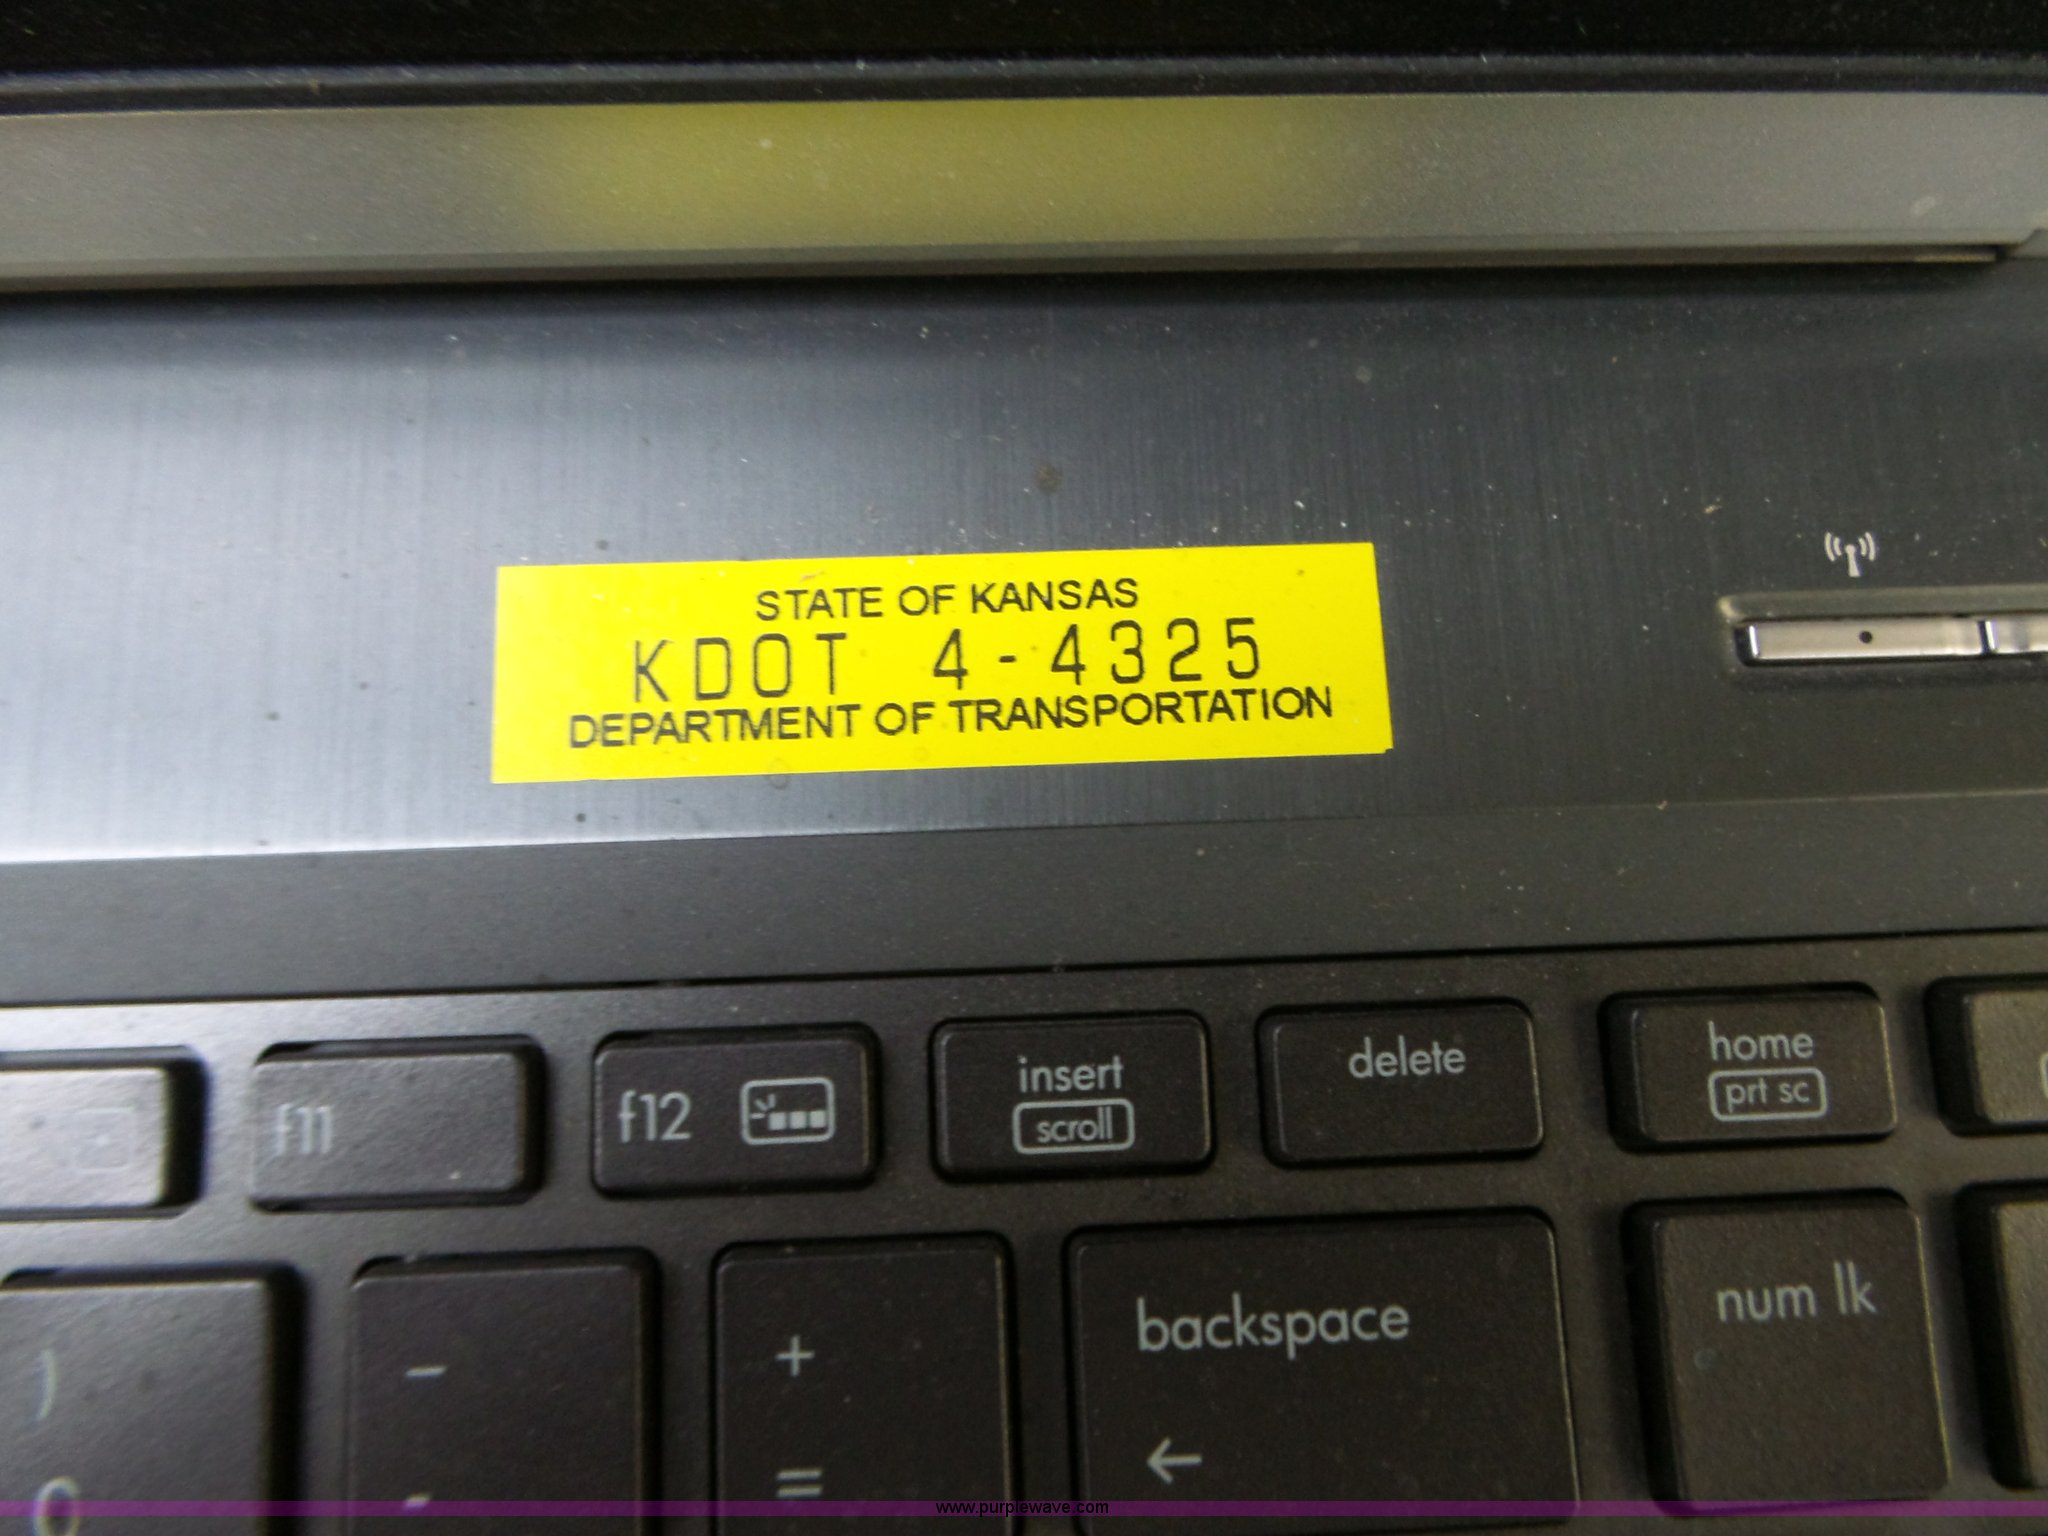 STATE OF KANSAS
KDOT 4-4325
DEPARTMENT OF TRANSPORTATION
f11
f12
insert
scroll
delete
home
prt sc
)
0
-
-
+
=
backspace
←
num lk
www.purplewave.com